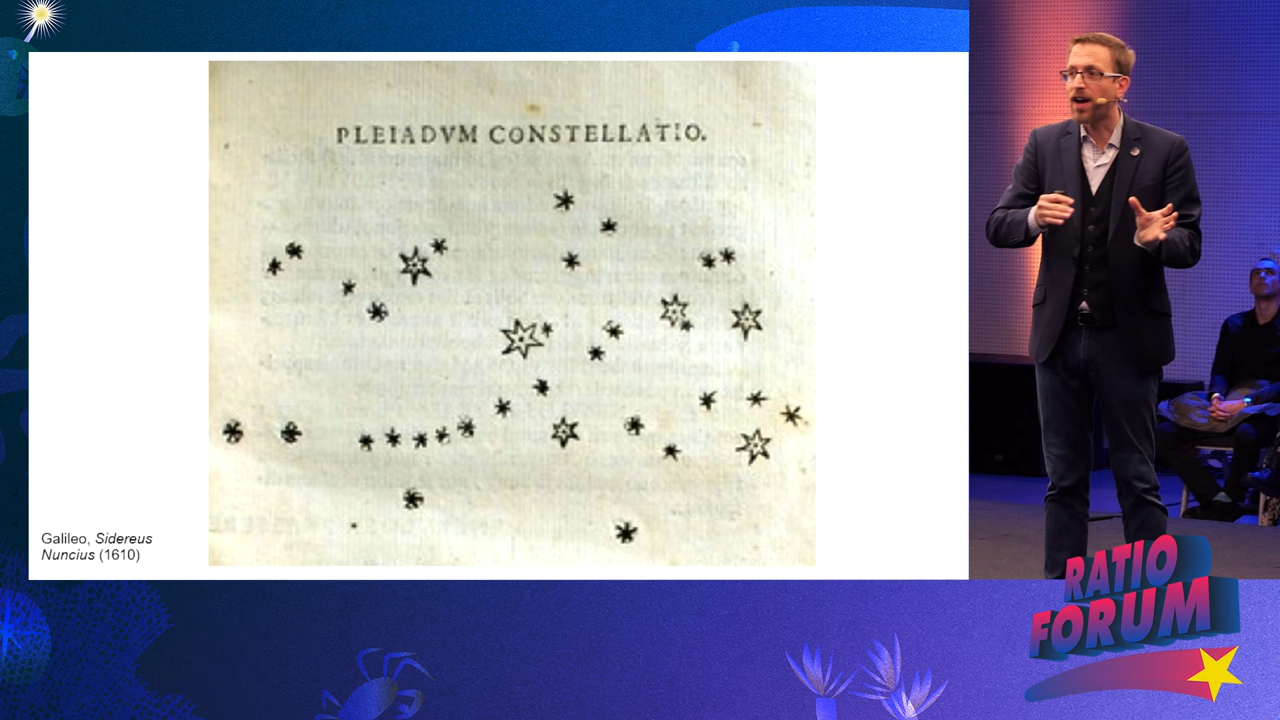 PLEIADVM CONSTELLATIO.
Galileo, Sidereus
Nuncius (1610)
RATIO
FORUM